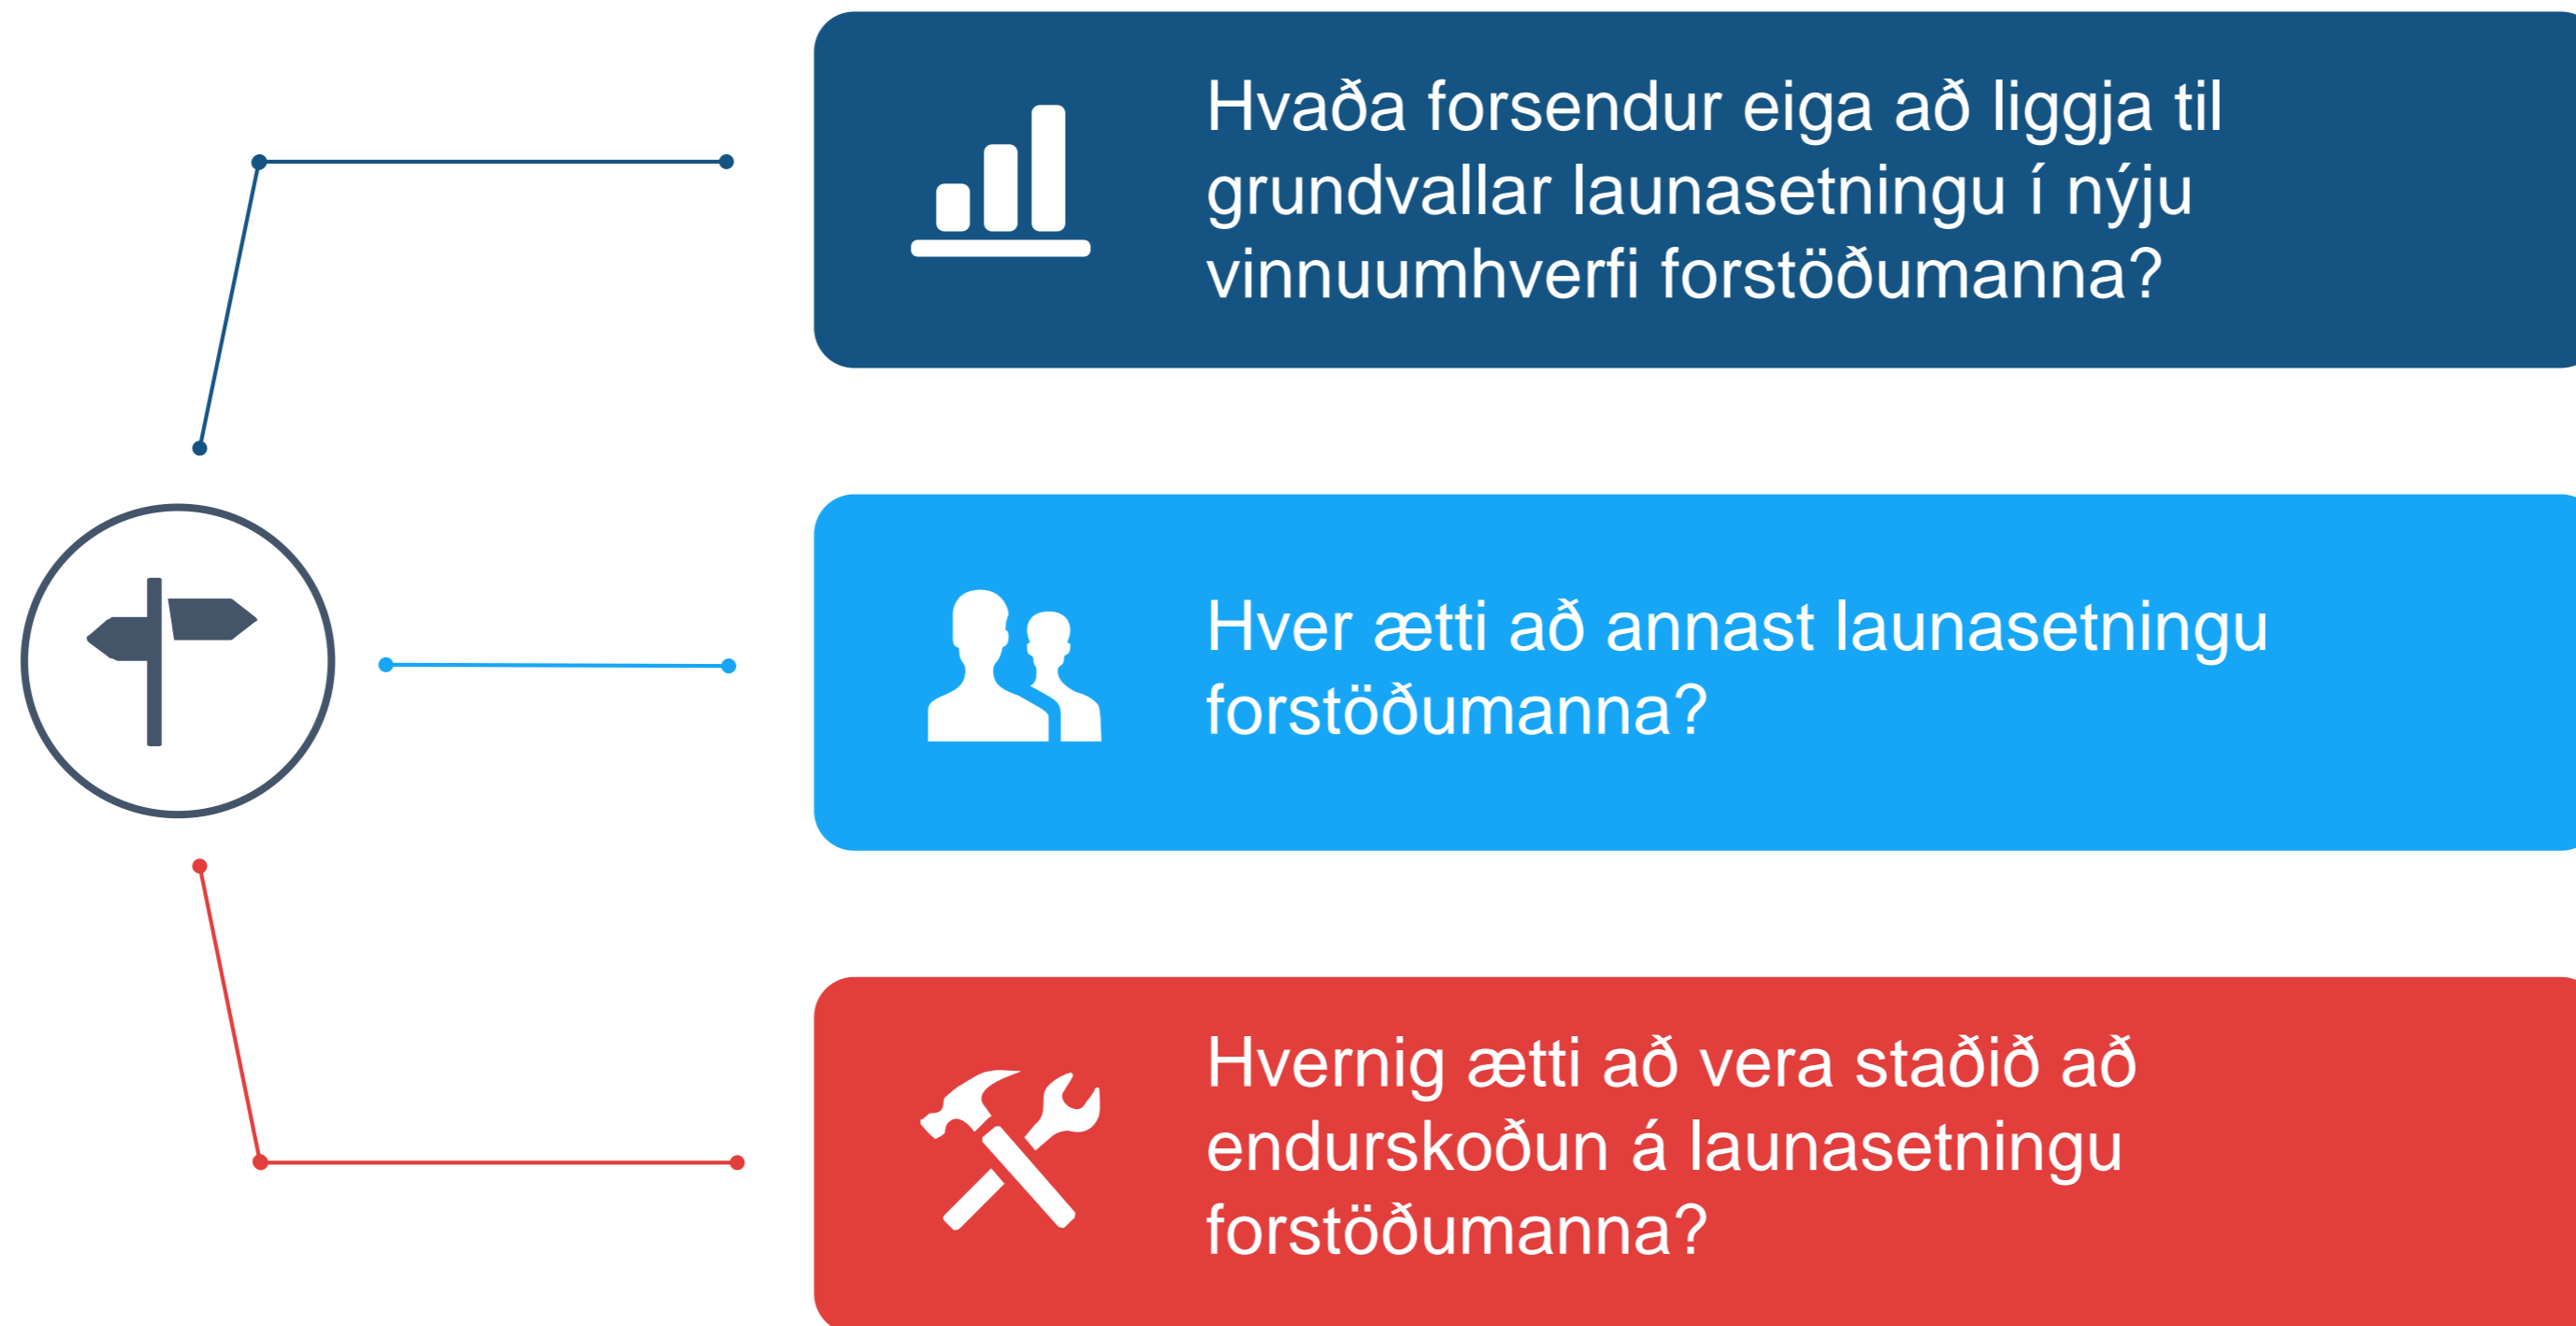 Hvaða forsendur eiga að liggja til
grundvallar launasetningu í nýju
vinnuumhverfi forstöðumanna?
Hver ætti að annast launasetningu
forstöðumanna?
Hvernig ætti að vera staðið að
endurskoðun á launasetningu
forstöðumanna?